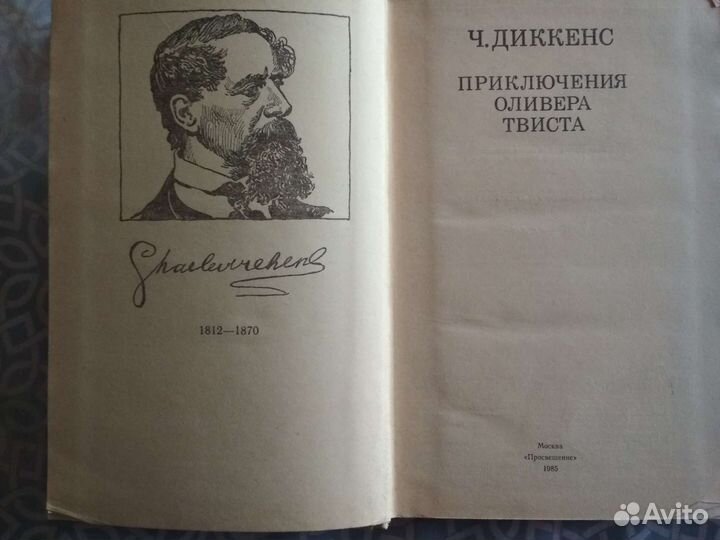 1812—1870
Ч. ДИККЕНС
ПРИКЛЮЧЕНИЯ
ОЛИВЕРА
ТВИСТА
Москва
«Просвещение»
1985
Avito